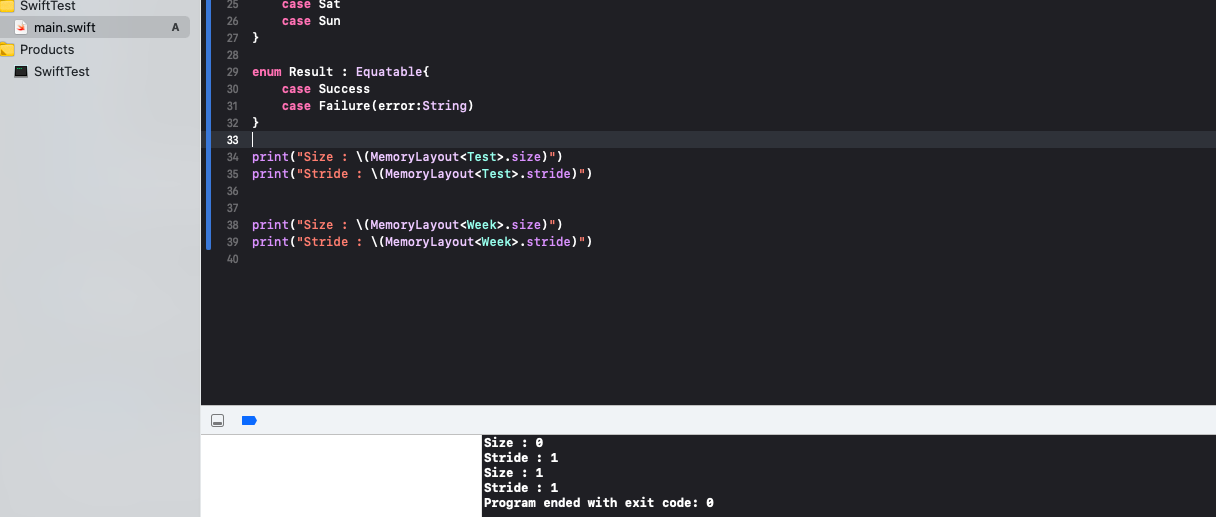 SwiftTest
main.swift A
Products
SwiftTest
25 case Sat
26 case Sun
27 }
28
29 enum Result : Equatable{
30 case Success
31 case Failure(error:String)
32 }
33
34 print("Size : \(MemoryLayout<Test>.size)")
35 print("Stride : \(MemoryLayout<Test>.stride)")
36
37
38 print("Size : \(MemoryLayout<Week>.size)")
39 print("Stride : \(MemoryLayout<Week>.stride)")
40
Size : 0
Stride : 1
Size : 1
Stride : 1
Program ended with exit code: 0